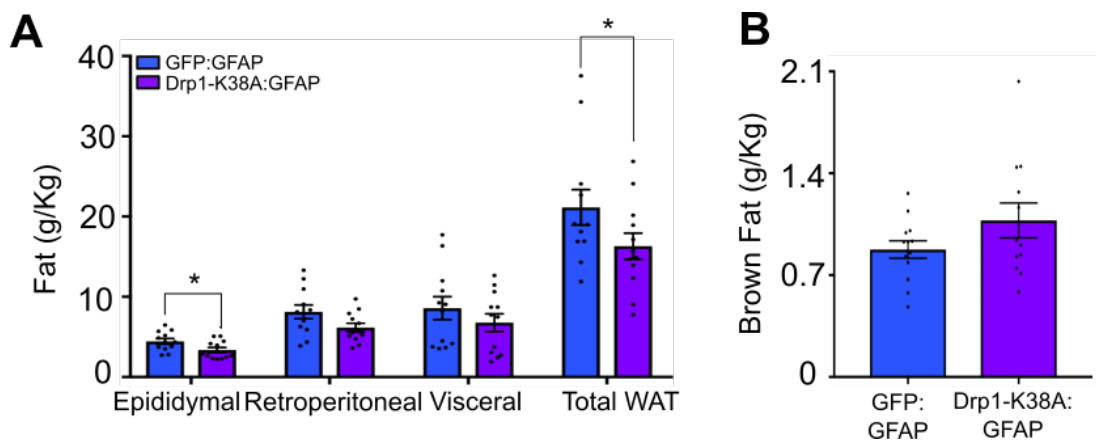 A
Fat (g/Kg)
40
30
20
10
0
GFP:GFAP
Drp1-K38A:GFAP
*
*
Epididymal Retroperitoneal Visceral Total WAT
B
Brown Fat (g/Kg)
2.1
1.4
0.7
0
GFP: Drp1-K38A:
GFAP GFAP